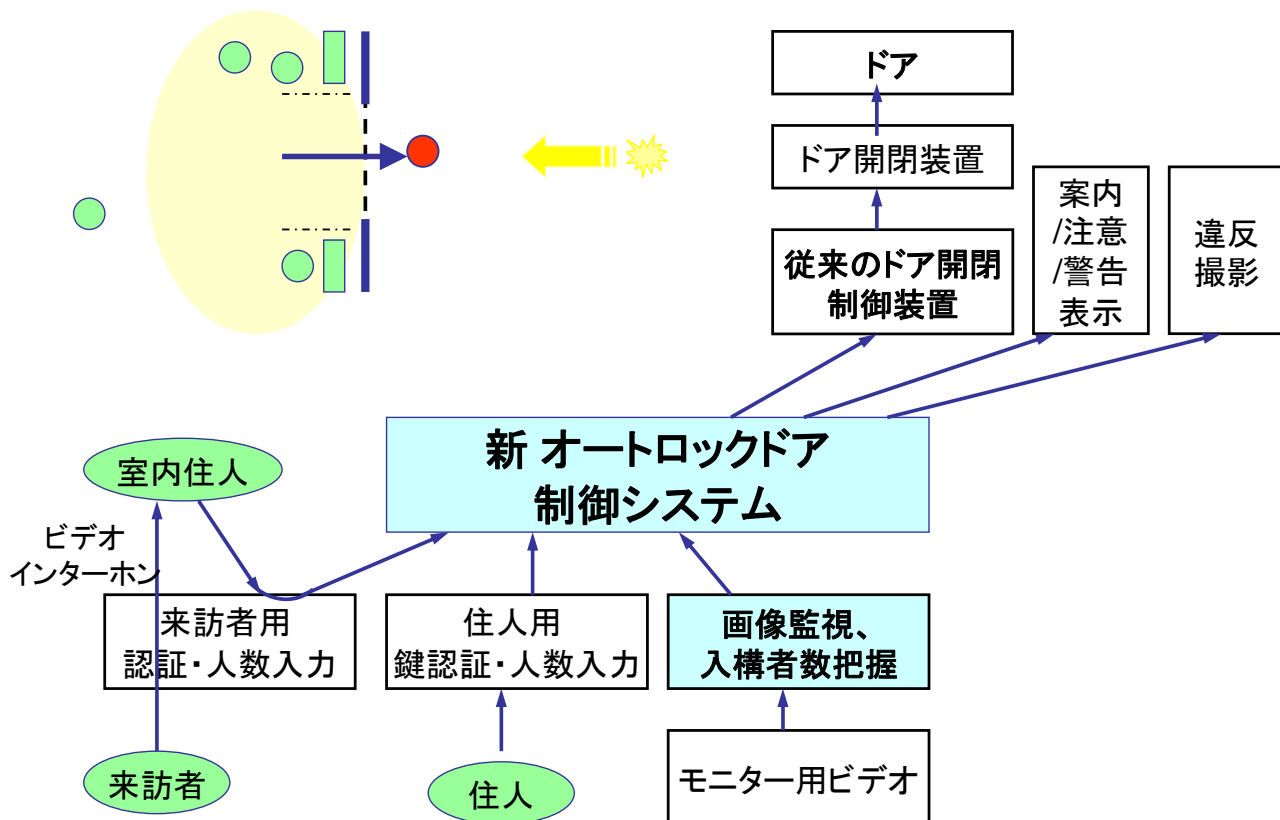 ドア
ドア開閉装置
従来のドア開閉
制御装置
案内
/注意
/警告
表示
違反
撮影
新 オートロックドア
制御システム
室内住人
ビデオ
インターホン
来訪者用
認証・人数入力
住人用
鍵認証・人数入力
画像監視、
入構者数把握
来訪者
住人
モニター用ビデオ